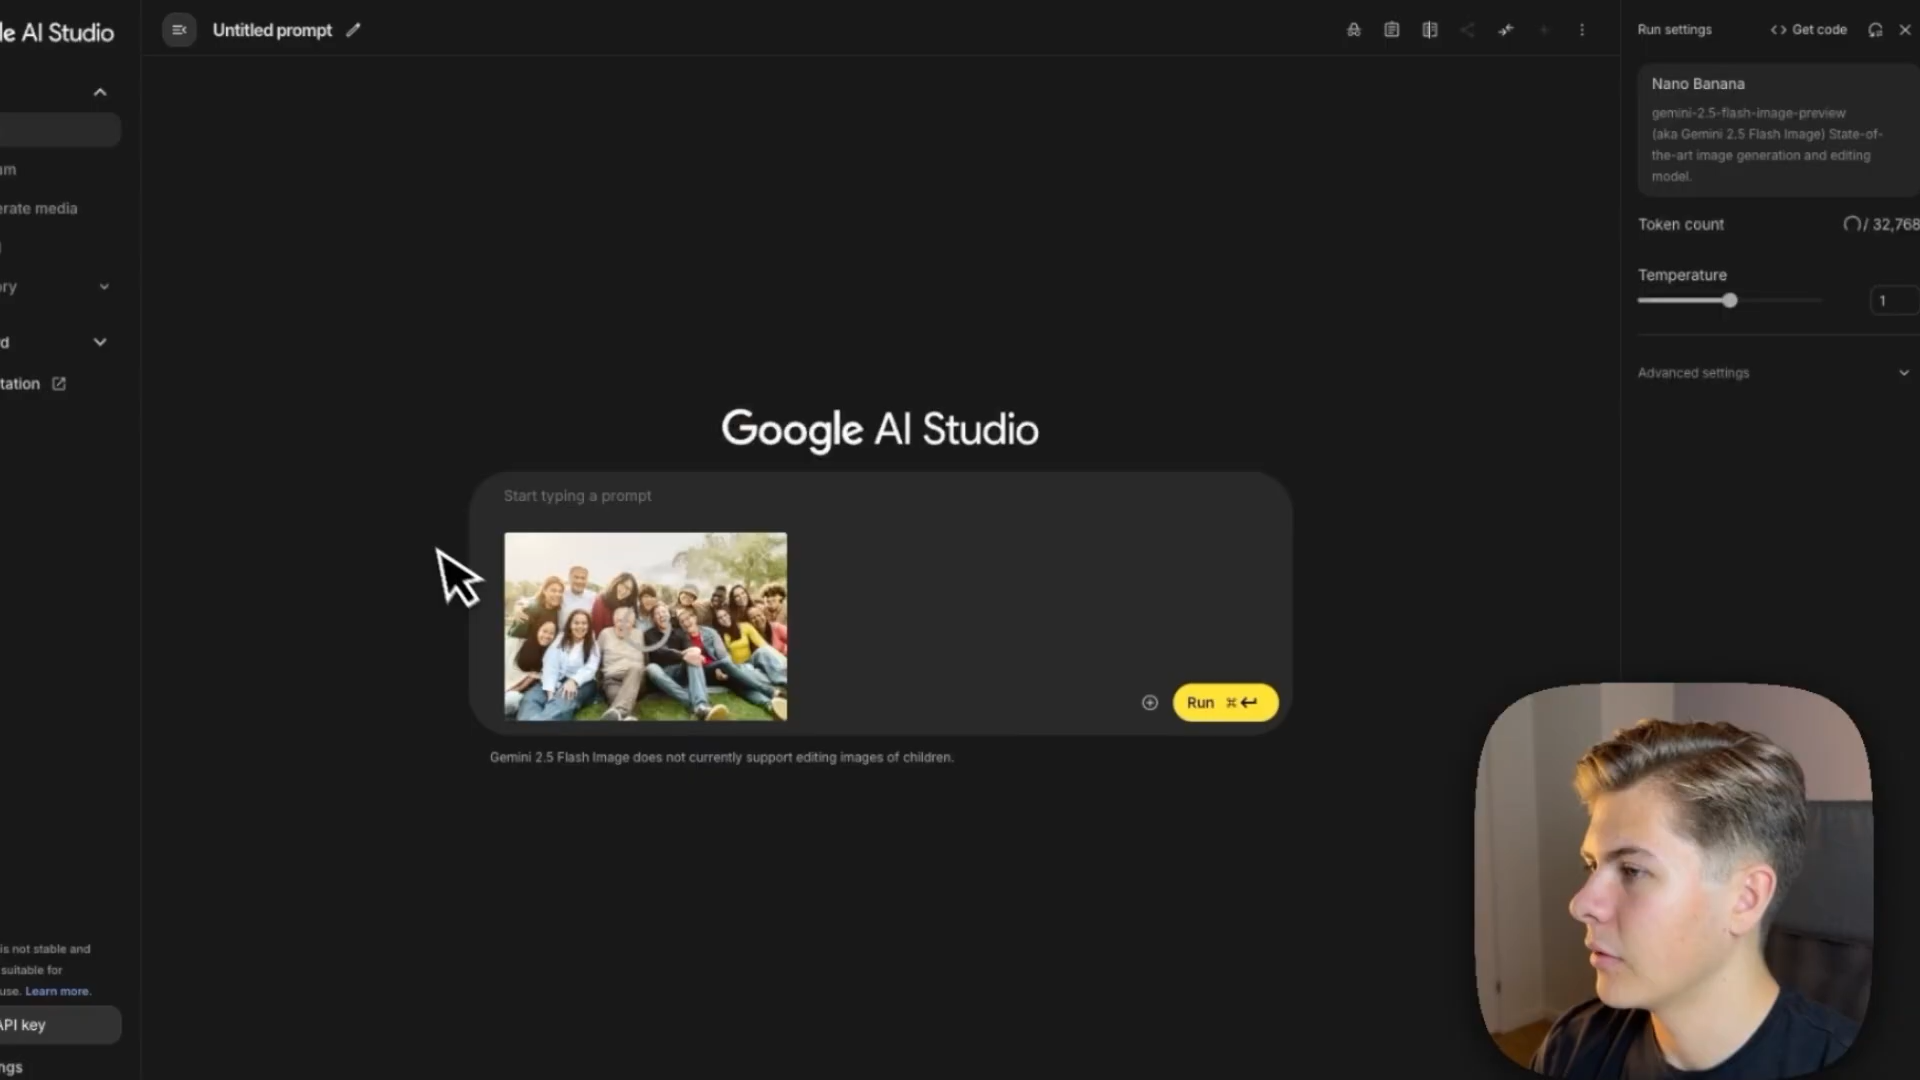 le AI Studio
Untitled prompt
Run settings
Get code
Nano Banana
gemini-2.5-flash-image-preview
(aka Gemini 2.5 Flash Image) State-of-
the-art image generation and editing
model.
Token count
/ 32,768
Temperature
1
Advanced settings
am
erate media
ory
d
tation
Google AI Studio
Start typing a prompt
Run ⌘
Gemini 2.5 Flash Image does not currently support editing images of children.
is not stable and
suitable for
use. Learn more.
API key
ngs